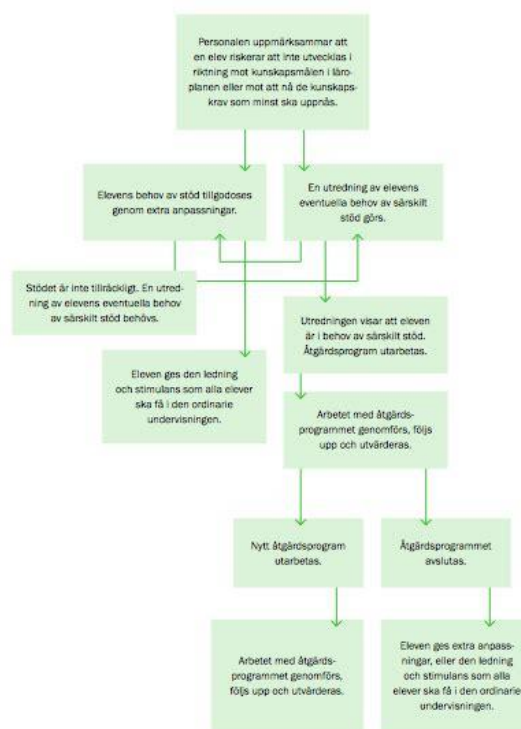 Personalen uppmärksammar att
en elev riskerar att inte utvecklas i
riktning mot kunskapsmålen i läro-
planen eller mot att nå de kunskaps-
krav som minst ska uppnås.
Elevens behov av stöd tillgodoses
genom extra anpassningar.
En utredning av elevens
eventuella behov av särskilt
stöd görs.
Stödet är inte tillräckligt. En utred-
ning av elevens eventuella behov
av särskilt stöd behövs.
Utredningen visar att eleven
är i behov av särskilt stöd.
Åtgärdsprogram utarbetas.
Eleven ges den ledning
och stimulans som alla elever
ska få i den ordinarie
undervisningen.
Arbetet med åtgärds-
programmet genomförs, följs
upp och utvärderas.
Nytt åtgärdsprogram
utarbetas.
Åtgärdsprogrammet
avslutas.
Arbetet med åtgärds-
programmet genomförs,
följs upp och utvärderas.
Eleven ges extra anpass-
ningar, eller den ledning
och stimulans som alla
elever ska få i den ordinarie
undervisningen.